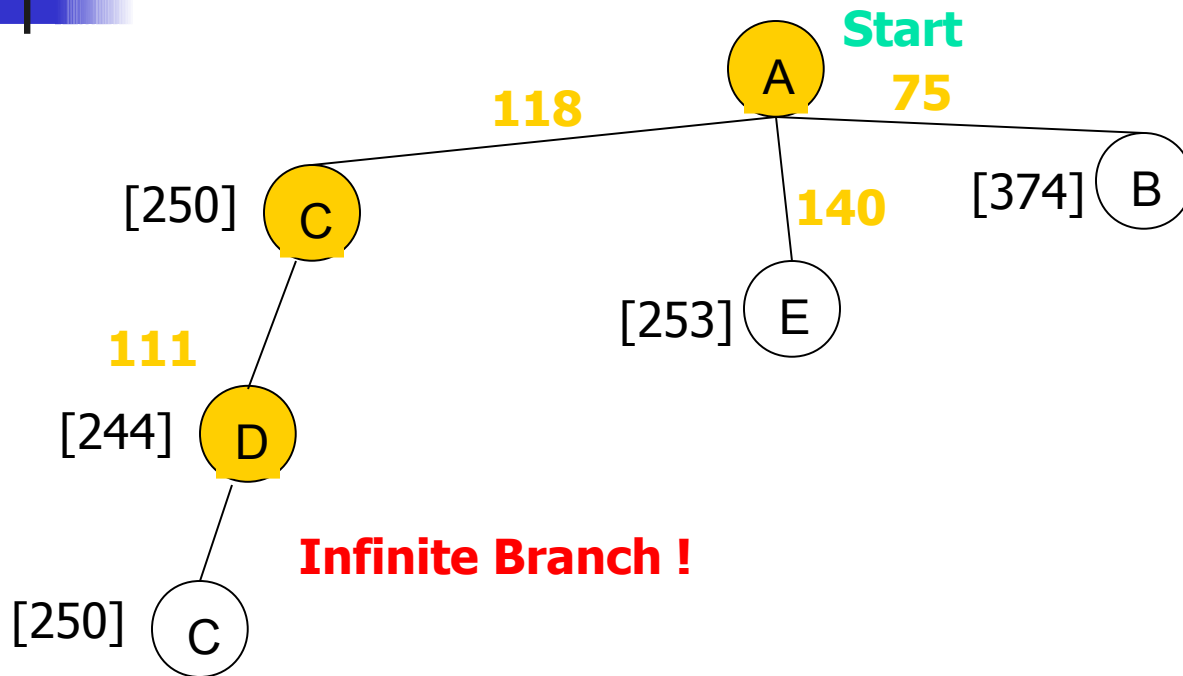 Start
A
75
118
[250]
C
140
[374]
B
[253]
E
111
[244]
D
Infinite Branch !
[250]
C